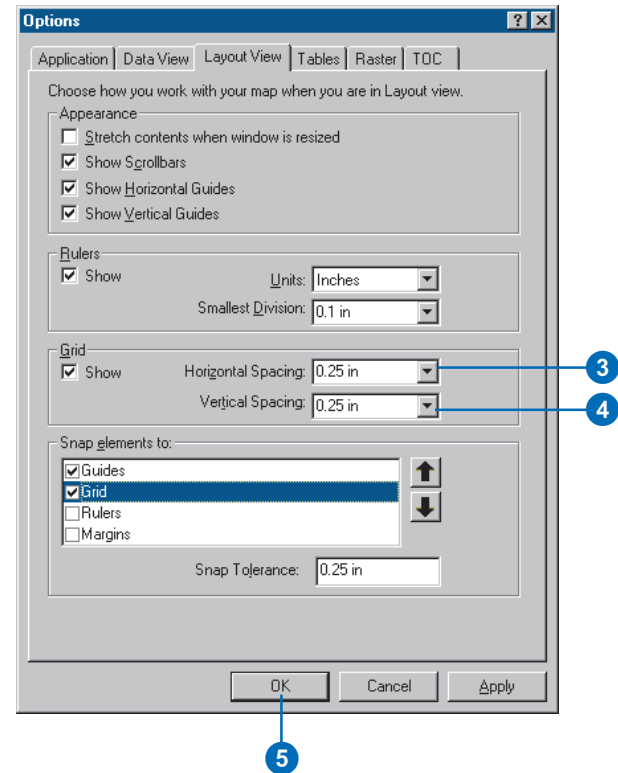 Options
Application Data View Layout View Tables Raster TOC
Choose how you work with your map when you are in Layout view.
Appearance
Stretch contents when window is resized
Show Scrollbars
Show Horizontal Guides
Show Vertical Guides
Rulers
Show Units: Inches
Smallest Division: 0.1 in
Grid
Show Horizontal Spacing: 0.25 in 3
Vertical Spacing: 0.25 in 4
Snap elements to:
Guides
Grid
Rulers
Margins
Snap Tolerance: 0.25 in
OK Cancel Apply
5